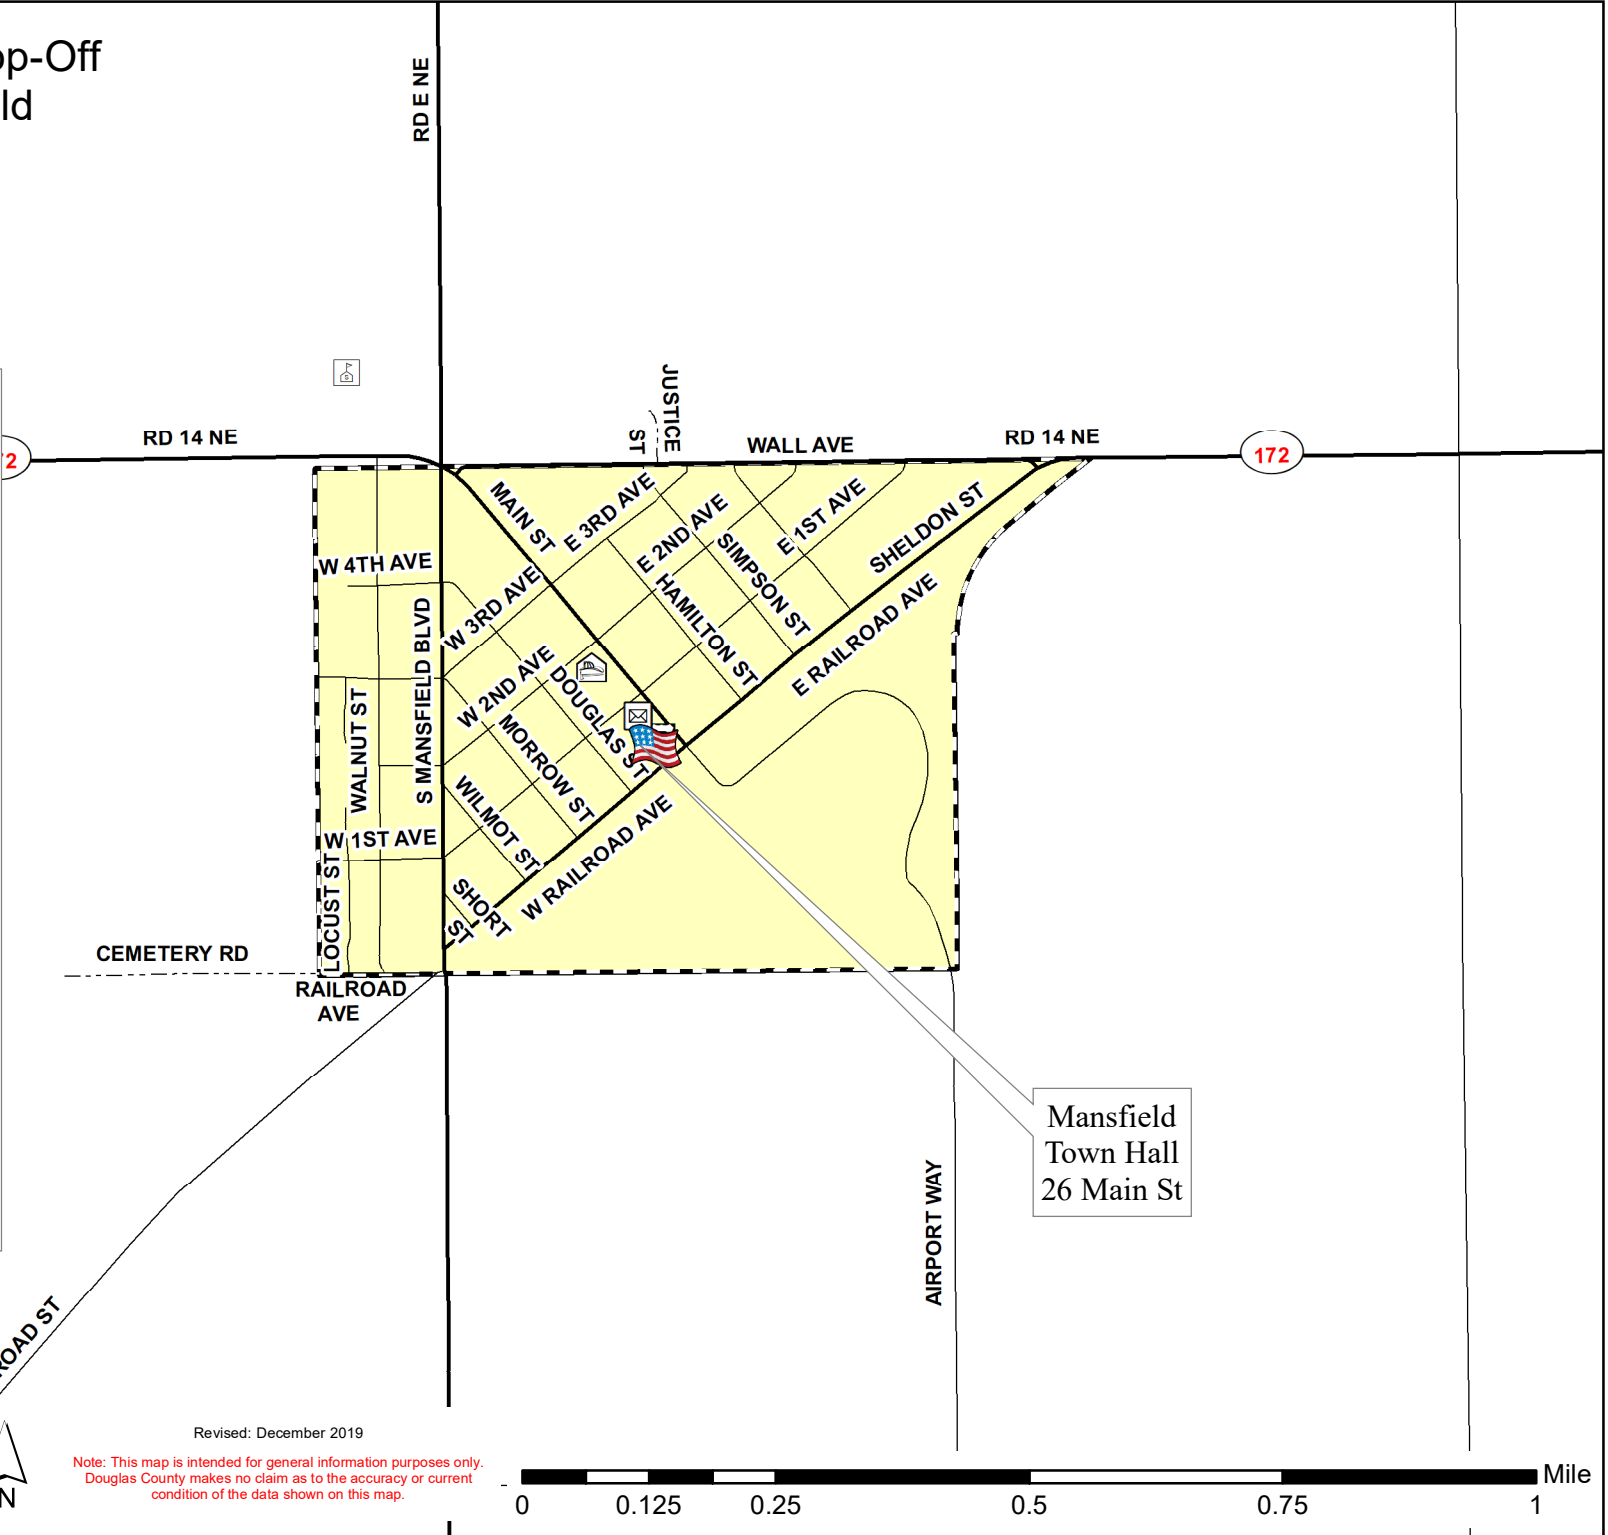 op-Off
ld
RD E NE
JUSTICE
ST
RD 14 NE
WALL AVE
RD 14 NE
172
2
MAIN ST
E 3RD AVE
E 2ND AVE
E 1ST AVE
SHELDON ST
SIMPSON ST
HAMILTON ST
E RAILROAD AVE
W 4TH AVE
W 3RD AVE
S MANSFIELD BLVD
W 2ND AVE
DOUGLAS ST
MORROW ST
WALNUT ST
WILMOT ST
W 1ST AVE
W RAILROAD AVE
LOCUST ST
SHORT
ST
CEMETERY RD
RAILROAD
AVE
Mansfield
Town Hall
26 Main St
AIRPORT WAY
ROAD ST
N
Revised: December 2019
Note: This map is intended for general information purposes only.
Douglas County makes no claim as to the accuracy or current
condition of the data shown on this map.
Mile
0 0.125 0.25 0.5 0.75 1